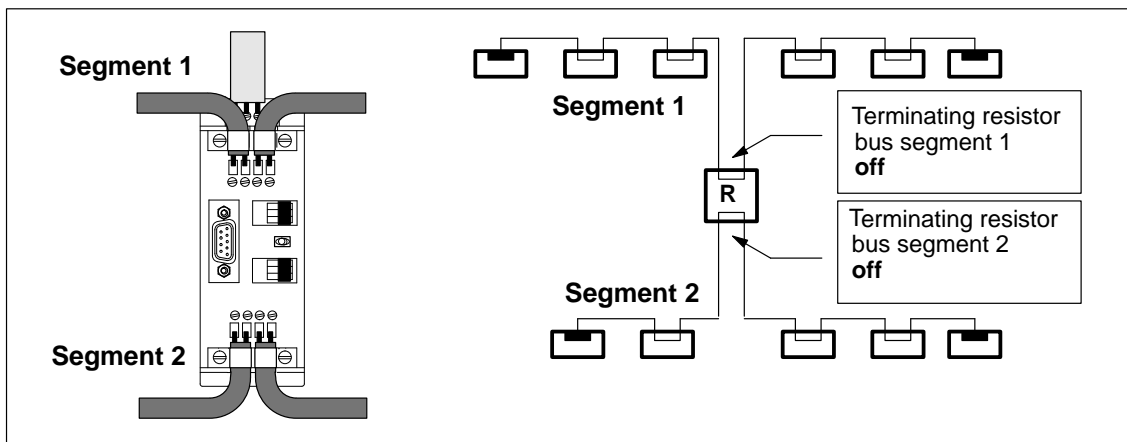 Segment 1
Segment 1
Terminating resistor
bus segment 1
off
R
Terminating resistor
bus segment 2
off
Segment 2
Segment 2